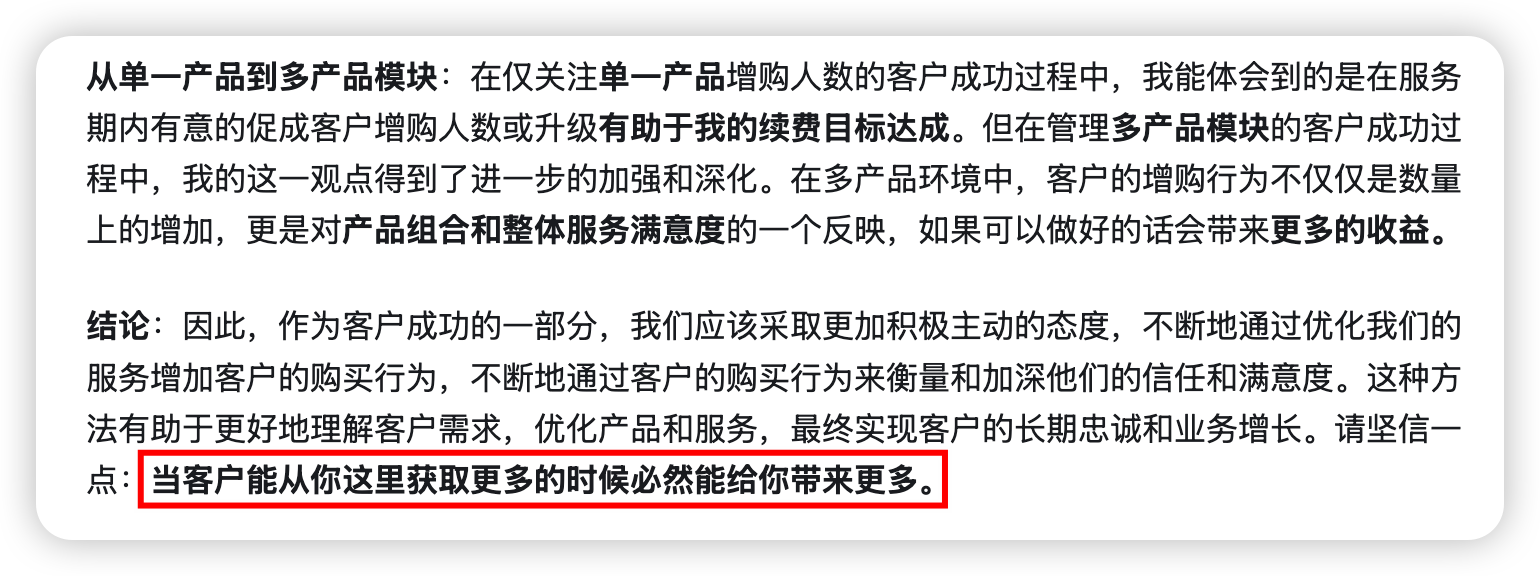 从单一产品到多产品模块：在仅关注单一产品增购人数的客户成功过程中，我能体会到的是在服务
期内有意的促成客户增购人数或升级有助于我的续费目标达成。但在管理多产品模块的客户成功过
程中，我的这一观点得到了进一步的加强和深化。在多产品环境中，客户的增购行为不仅仅是数量
上的增加，更是对产品组合和整体服务满意度的一个反映，如果可以做好的话会带来更多的收益。
结论：因此，作为客户成功的一部分，我们应该采取更加积极主动的态度，不断地通过优化我们的
服务增加客户的购买行为，不断地通过客户的购买行为来衡量和加深他们的信任和满意度。这种方
法有助于更好地理解客户需求，优化产品和服务，最终实现客户的长期忠诚和业务增长。请坚信一
点：当客户能从你这里获取更多的时候必然能给你带来更多。